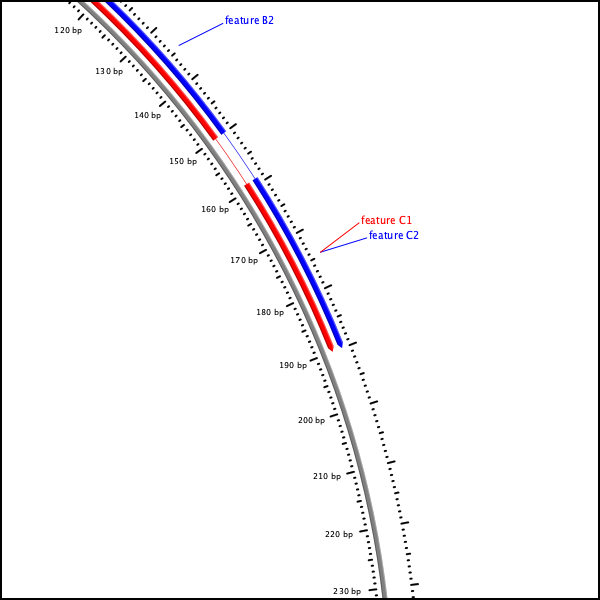 feature B2
120 bp
130 bp
140 bp
150 bp
160 bp
feature C1
feature C2
170 bp
180 bp
190 bp
200 bp
210 bp
220 bp
230 bp